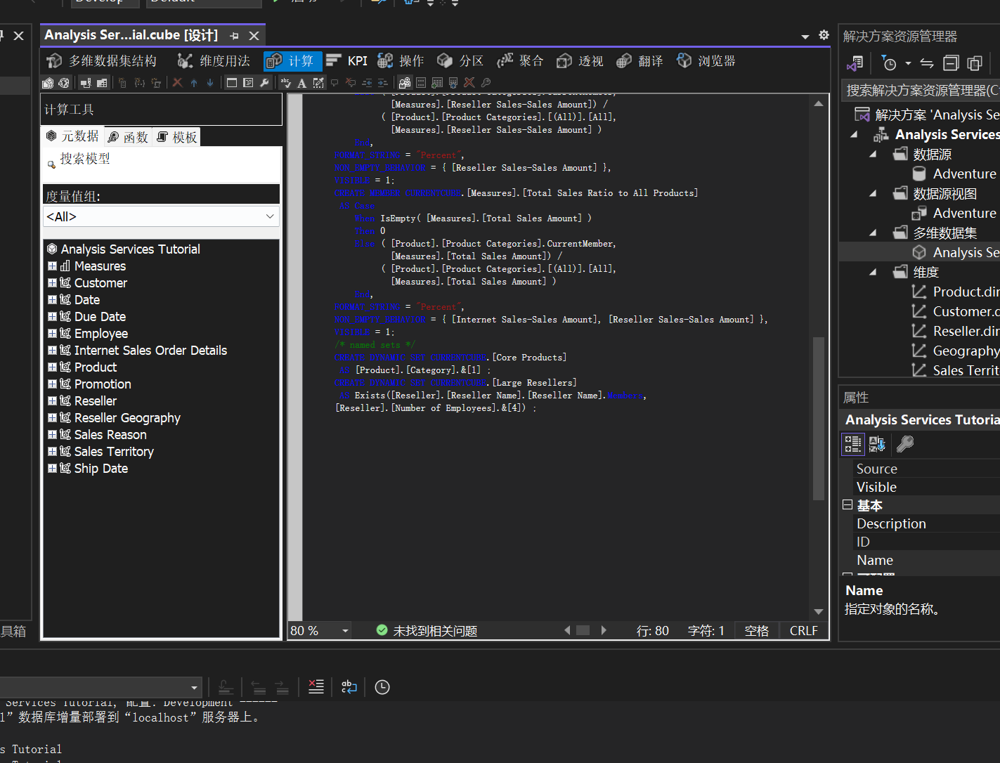 Analysis Ser...ial.cube [设计]
多维数据集结构 维度用法 计算 KPI 操作 分区 聚合 透视 翻译 浏览器
计算工具
元数据 函数 模板
搜索模型
度量值组:
<All>
Analysis Services Tutorial
Measures
Customer
Date
Due Date
Employee
Internet Sales Order Details
Product
Promotion
Reseller
Reseller Geography
Sales Reason
Sales Territory
Ship Date
[Measures].[Reseller Sales-Sales Amount]) /
( [Product].[Product Categories].[(All)].[All],
[Measures].[Reseller Sales-Sales Amount] )
End,
FORMAT_STRING = "Percent",
NON_EMPTY_BEHAVIOR = { [Reseller Sales-Sales Amount] },
VISIBLE = 1;
CREATE MEMBER CURRENTCUBE.[Measures].[Total Sales Ratio to All Products]
AS Case
When IsEmpty( [Measures].[Total Sales Amount] )
Then 0
Else ( [Product].[Product Categories].CurrentMember,
[Measures].[Total Sales Amount]) /
( [Product].[Product Categories].[(All)].[All],
[Measures].[Total Sales Amount] )
End,
FORMAT_STRING = "Percent",
NON_EMPTY_BEHAVIOR = { [Internet Sales-Sales Amount], [Reseller Sales-Sales Amount] },
VISIBLE = 1;
/* named sets */
CREATE DYNAMIC SET CURRENTCUBE.[Core Products]
AS [Product].[Category].&[1] ;
CREATE DYNAMIC SET CURRENTCUBE.[Large Resellers]
AS Exists([Reseller].[Reseller Name].[Reseller Name].Members,
[Reseller].[Number of Employees].&[4]) ;
80 % 未找到相关问题 行: 80 字符: 1 空格 CRLF
解决方案资源管理器
搜索解决方案资源管理器(C
解决方案 'Analysis Se
Analysis Services
数据源
Adventure
数据源视图
Adventure
多维数据集
Analysis Se
维度
Product.dir
Customer.d
Reseller.dir
Geography
Sales Territ
属性
Analysis Services Tutoria
Source
Visible
基本
Description
ID
Name
Name
指定对象的名称。
具箱
Services Tutorial, 配置: Development ------
l”数据库增量部署到“localhost”服务器上。
s Tutorial